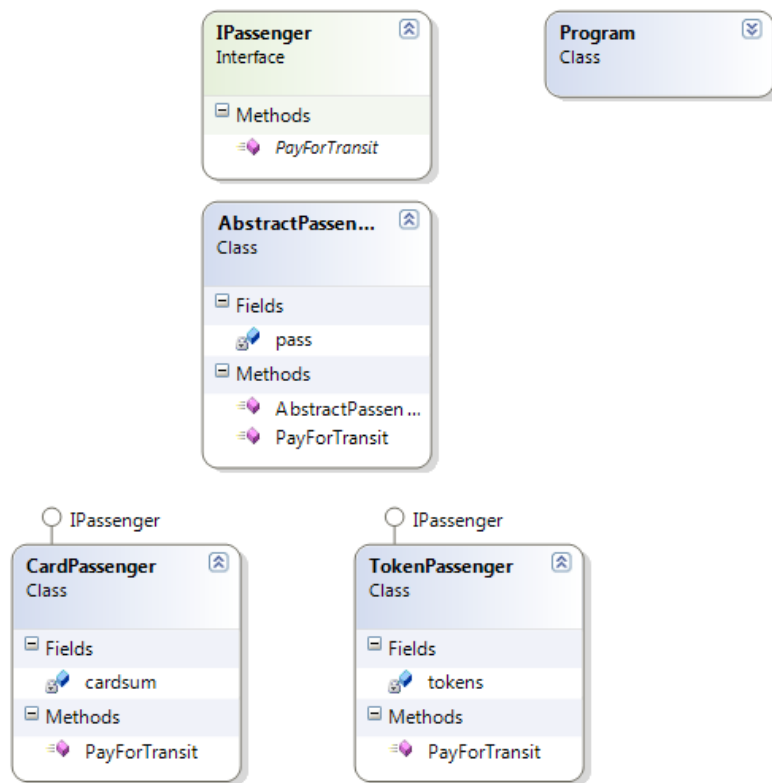 IPassenger
Interface
Methods
PayForTransit
Program
Class
AbstractPassen...
Class
Fields
pass
Methods
AbstractPassen ...
PayForTransit
IPassenger
CardPassenger
Class
Fields
cardsum
Methods
PayForTransit
IPassenger
TokenPassenger
Class
Fields
tokens
Methods
PayForTransit